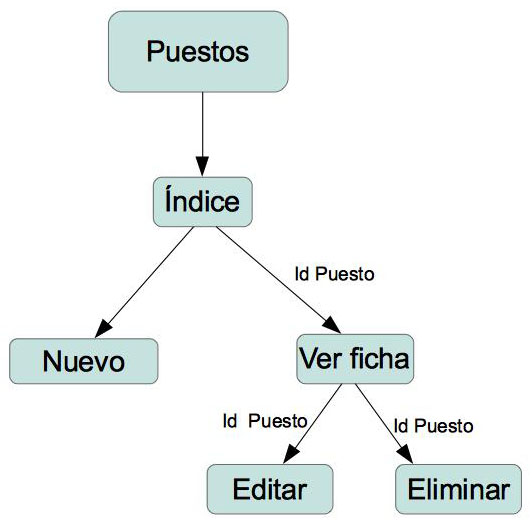 Puestos
Índice
Id Puesto
Nuevo
Ver ficha
Id  Puesto
Id Puesto
Editar
Eliminar